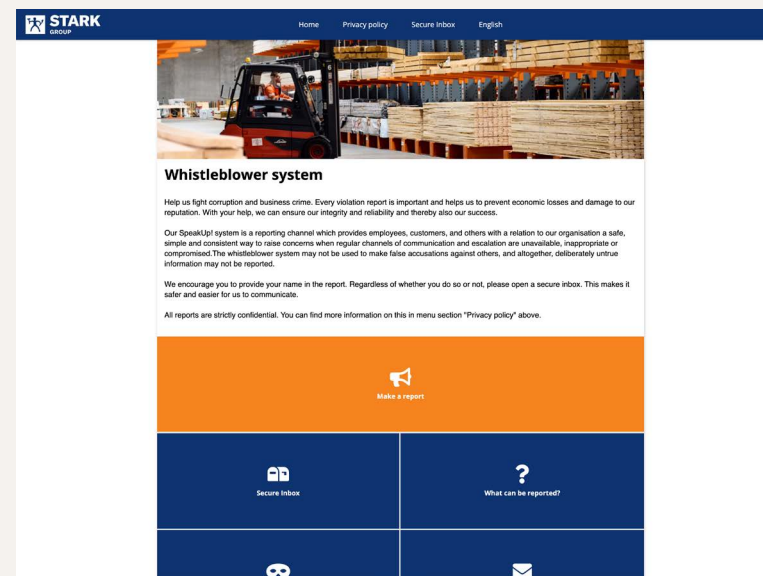 STARK
GROUP
Home Privacy policy Secure Inbox English
Whistleblower system
Help us fight corruption and business crime. Every violation report is important and helps us to prevent economic losses and damage to our
reputation. With your help, we can ensure our integrity and reliability and thereby also our success.
Our SpeakUp! system is a reporting channel which provides employees, customers, and others with a relation to our organisation a safe,
simple and consistent way to raise concerns when regular channels of communication and escalation are unavailable, inappropriate or
compromised.The whistleblower system may not be used to make false accusations against others, and altogether, deliberately untrue
information may not be reported.
We encourage you to provide your name in the report. Regardless of whether you do so or not, please open a secure inbox. This makes it
safer and easier for us to communicate.
All reports are strictly confidential. You can find more information on this in menu section "Privacy policy" above.
Make a report
Secure Inbox
What can be reported?